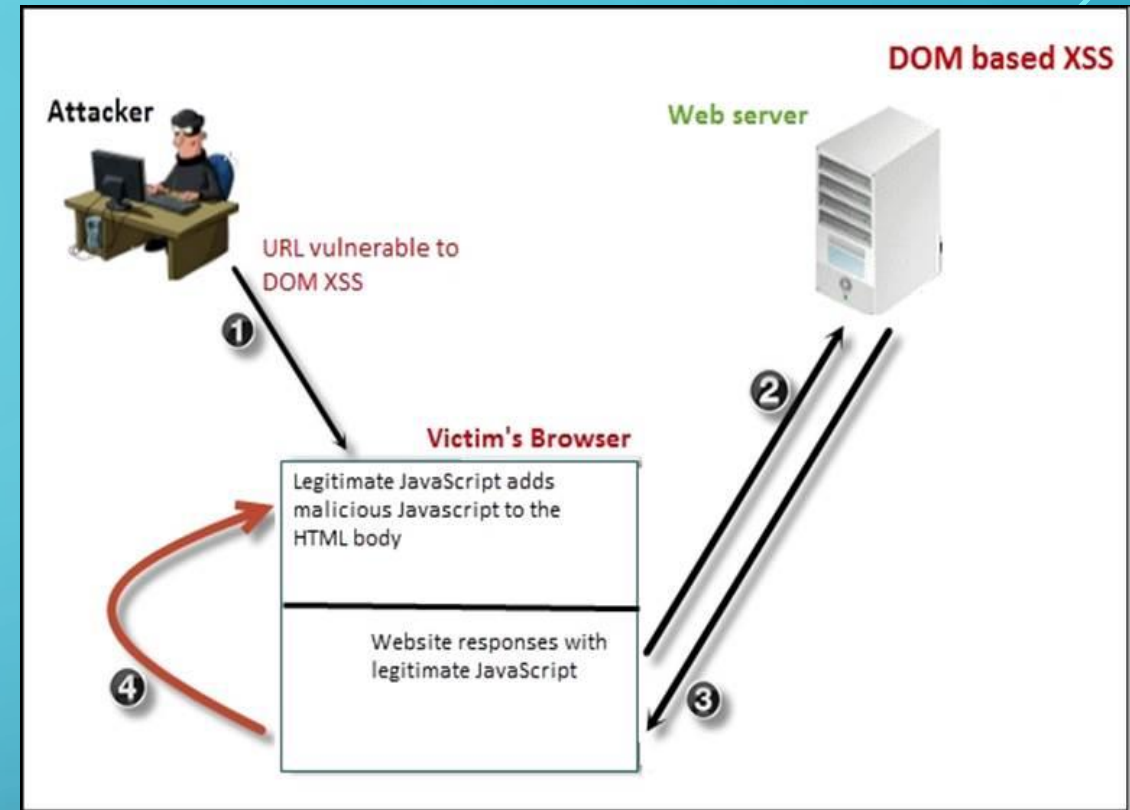 DOM based XSS
Attacker
Web server
URL vulnerable to
DOM XSS
1
2
Victim's Browser
Legitimate JavaScript adds
malicious Javascript to the
HTML body
Website responses with
legitimate JavaScript
4
3